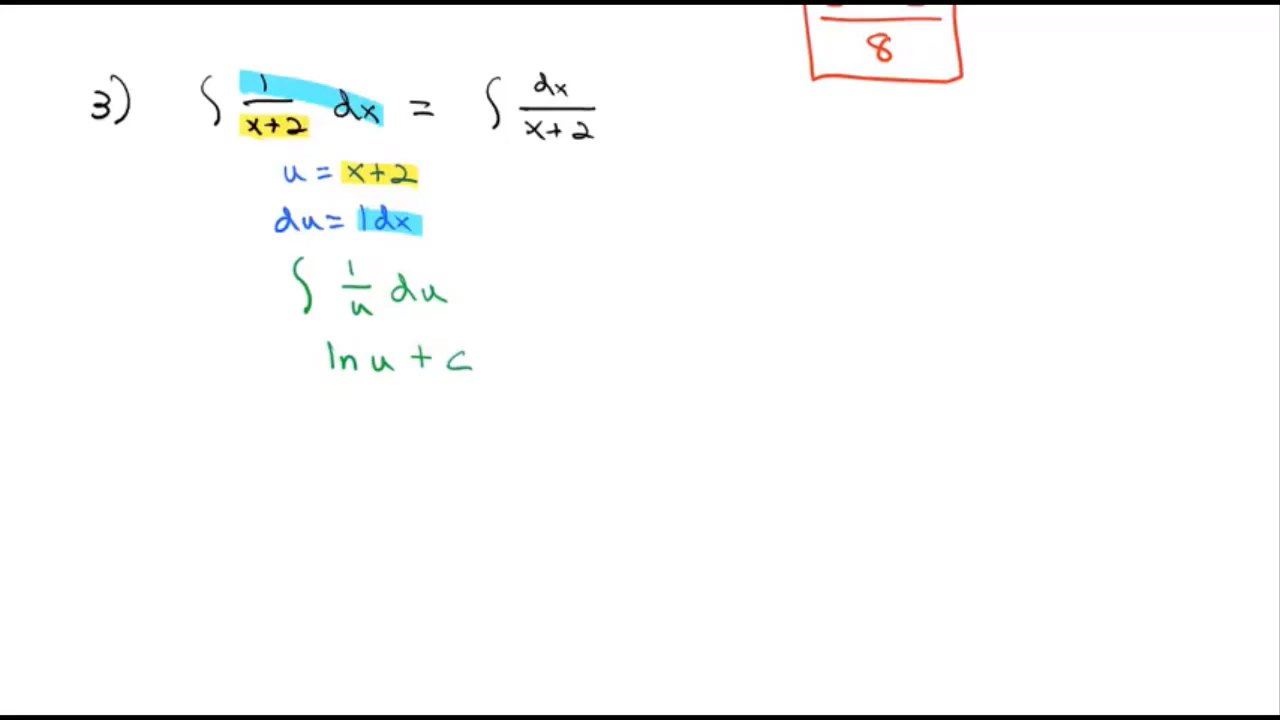 8
3) ∫ 1/(x+2) dx = ∫ dx/(x+2)
u = x+2
du = 1dx
∫ 1/u du
ln u + c